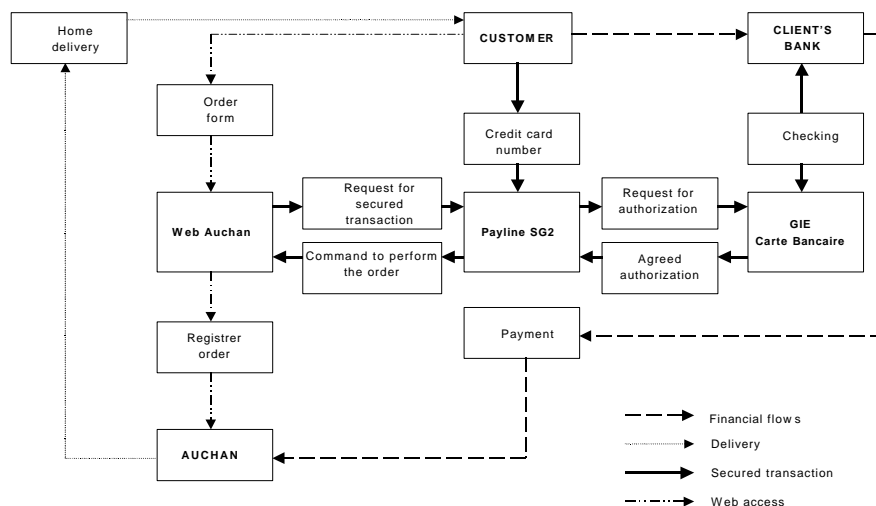 Home
delivery
CUSTOMER
CLIENT'S
BANK
Order
form
Credit card
number
Checking
Request for
secured
transaction
Request for
authorization
Web Auchan
Payline SG2
GIE
Carte Bancaire
Command to perform
the order
Agreed
authorization
Registrer
order
Payment
AUCHAN
Financial flows
Delivery
Secured transaction
Web access